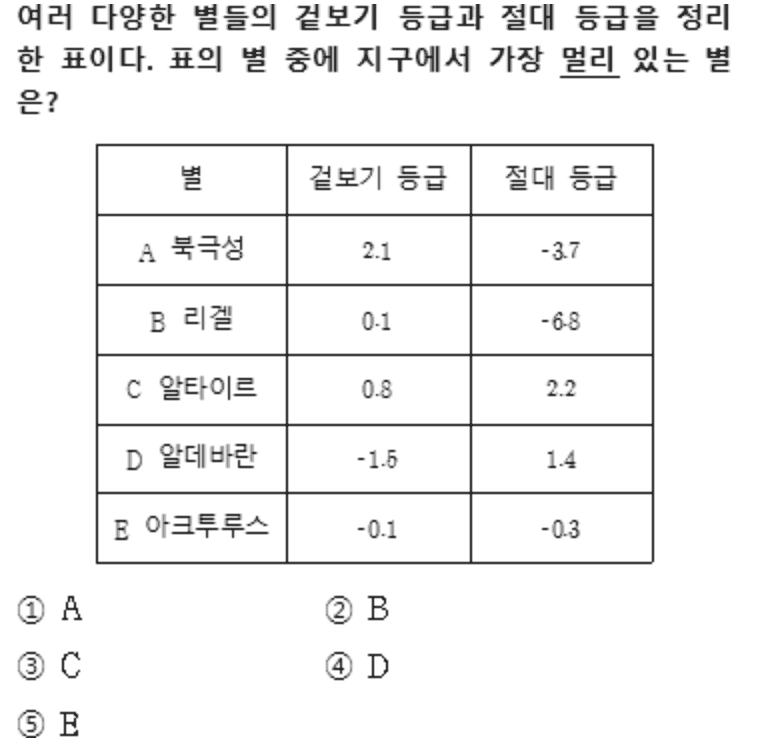 여러 다양한 별들의 겉보기 등급과 절대 등급을 정리
한 표이다. 표의 별 중에 지구에서 가장 멀리 있는 별
은?
별 겉보기 등급 절대 등급
A 북극성 2.1 -3.7
B 리겔 0.1 -6.8
C 알타이르 0.8 2.2
D 알데바란 -1.5 1.4
E 아크투루스 -0.1 -0.3
① A ② B
③ C ④ D
⑤ E